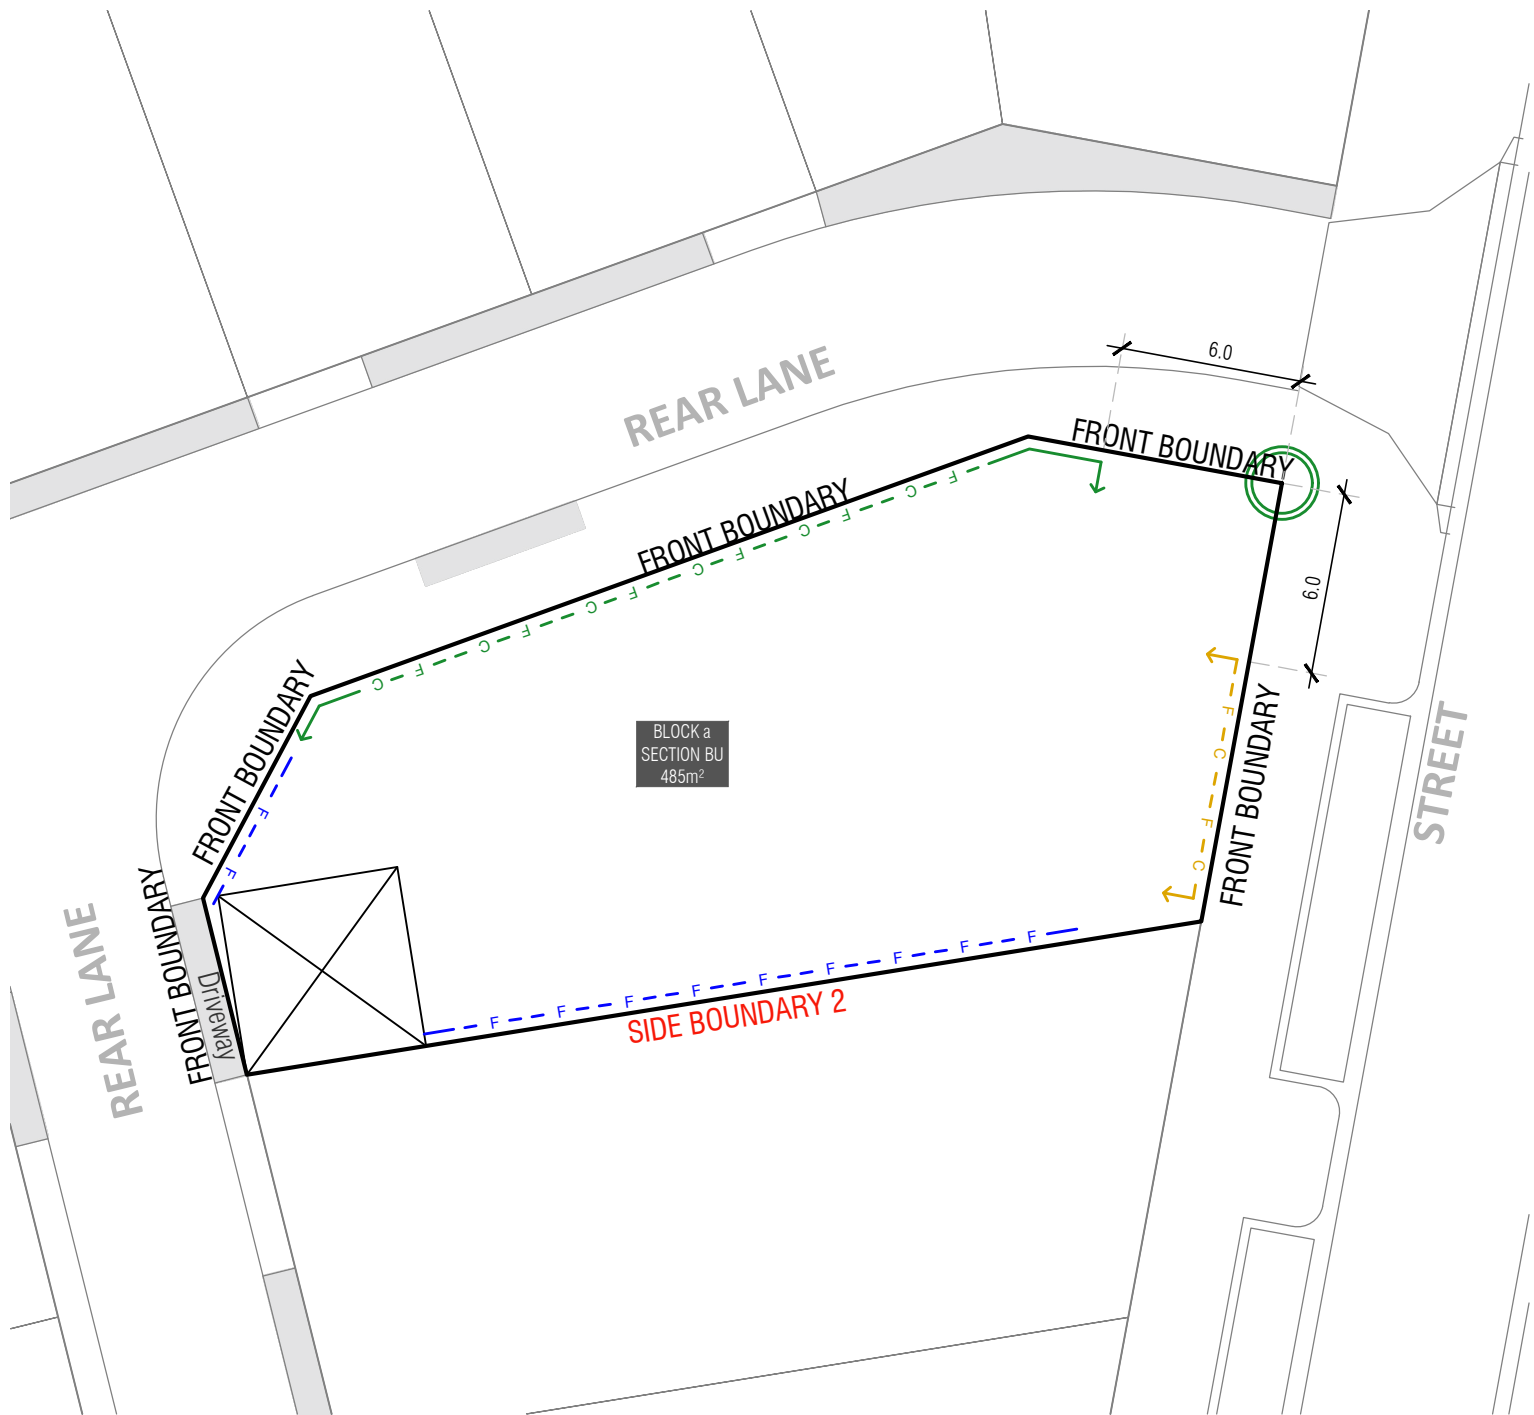 6.0
REAR LANE
FRONT BOUNDARY
F
C
F
C
F
C
F
C
F
C
F
C
F
C
FRONT BOUNDARY
6.0
FRONT BOUNDARY
F
F
BLOCK a
SECTION BU
485m²
F
C
F
C
FRONT BOUNDARY
STREET
FRONT BOUNDARY
Driveway
REAR LANE
F
F
F
F
F
F
F
F
F
SIDE BOUNDARY 2